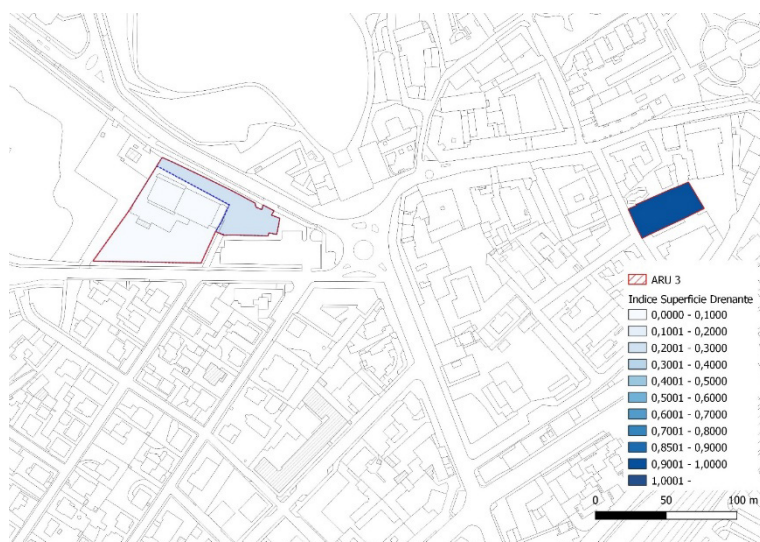 ARU 3
Indice Superficie Drenante
0,0000 - 0,1000
0,1001 - 0,2000
0,2001 - 0,3000
0,3001 - 0,4000
0,4001 - 0,5000
0,5001 - 0,6000
0,6001 - 0,7000
0,7001 - 0,8000
0,8501 - 0,9000
0,9001 - 1,0000
1,0001 -
0 50 100 m